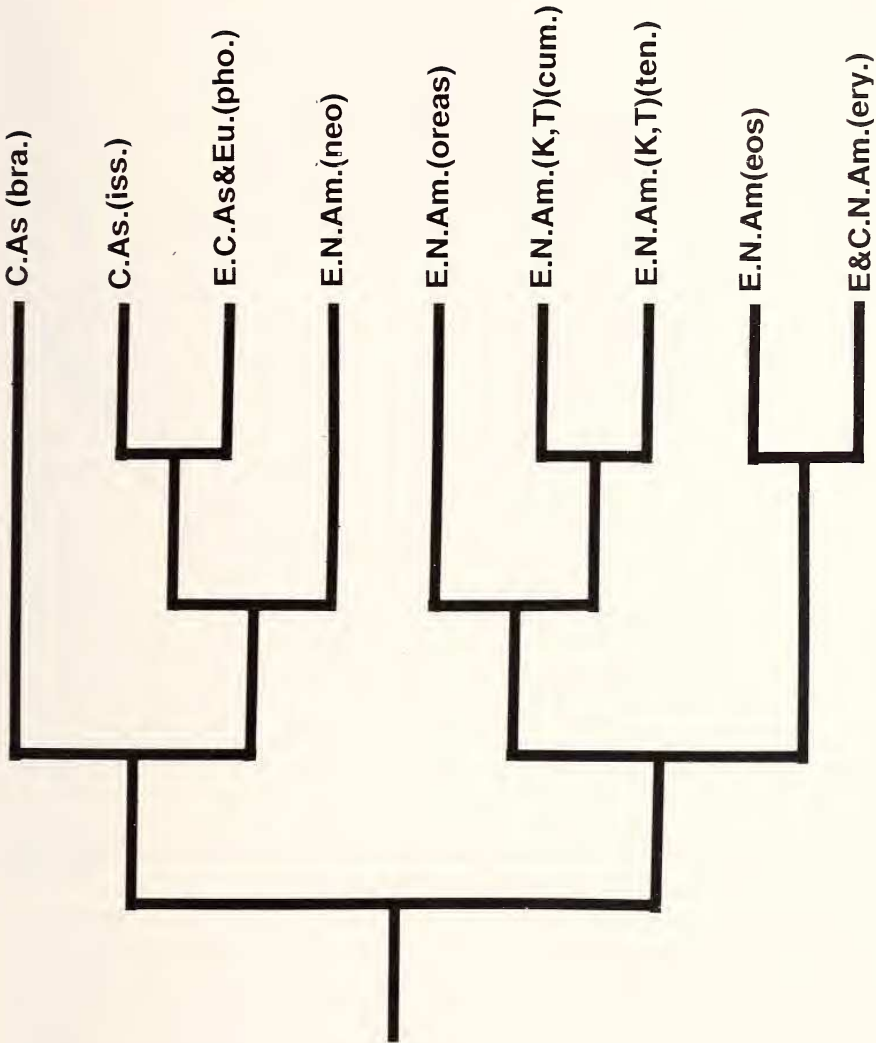 C.As (bra.)
C.As.(iss.)
E.C.As&Eu.(pho.)
E.N.Am.(neo)
E.N.Am.(oreas)
E.N.Am.(K,T)(cum.)
E.N.Am.(K,T)(ten.)
E.N.Am(eos)
E&C.N.Am.(ery.)